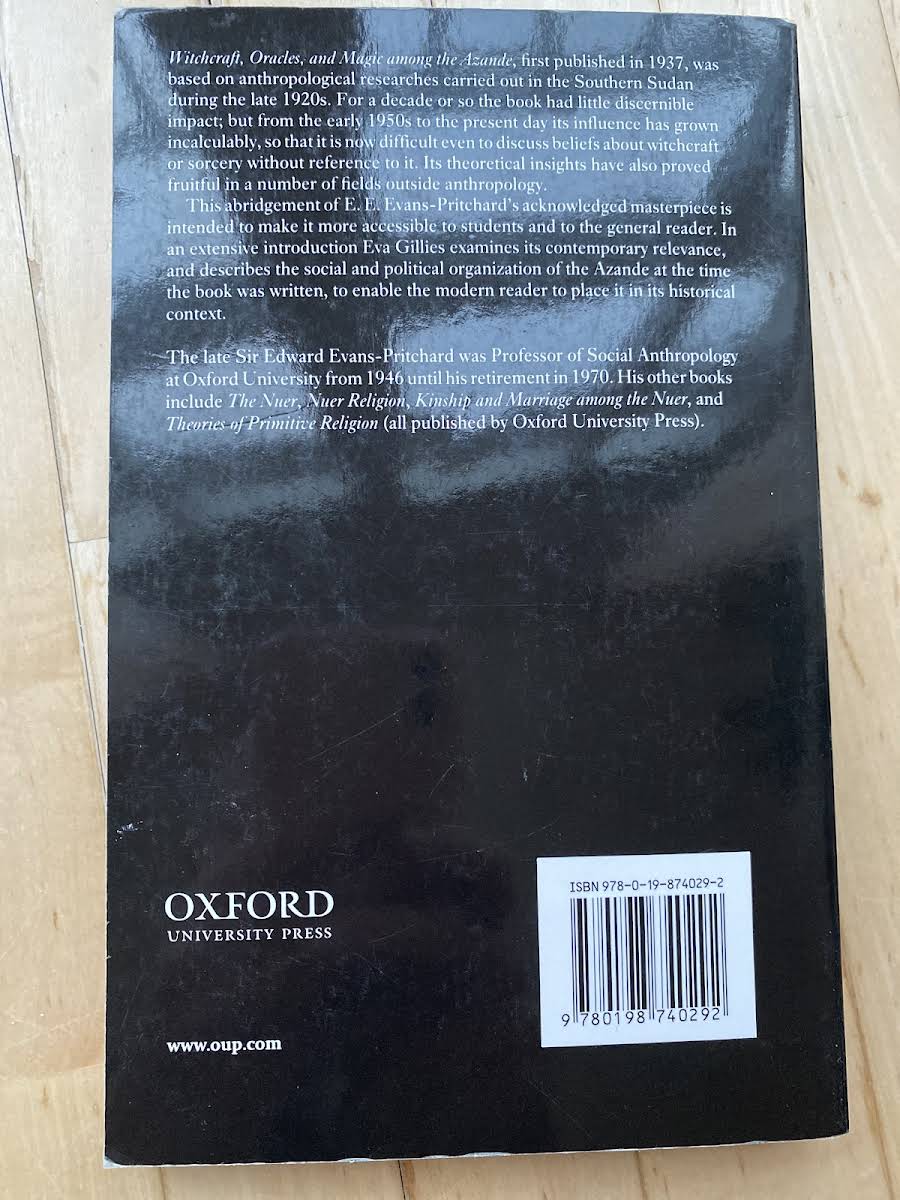 Witchcraft, Oracles, and Magic among the Azande, first published in 1937, was
based on anthropological researches carried out in the Southern Sudan
during the late 1920s. For a decade or so the book had little discernible
impact; but from the early 1950s to the present day its influence has grown
incalculably, so that it is now difficult even to discuss beliefs about witchcraft
or sorcery without reference to it. Its theoretical insights have also proved
fruitful in a number of fields outside anthropology.
This abridgement of E. E. Evans-Pritchard's acknowledged masterpiece is
intended to make it more accessible to students and to the general reader. In
an extensive introduction Eva Gillies examines its contemporary relevance,
and describes the social and political organization of the Azande at the time
the book was written, to enable the modern reader to place it in its historical
context.
The late Sir Edward Evans-Pritchard was Professor of Social Anthropology
at Oxford University from 1946 until his retirement in 1970. His other books
include The Nuer, Nuer Religion, Kinship and Marriage among the Nuer, and
Theories of Primitive Religion (all published by Oxford University Press).
OXFORD
UNIVERSITY PRESS
www.oup.com
ISBN 978-0-19-874029-2
9 780198 740292